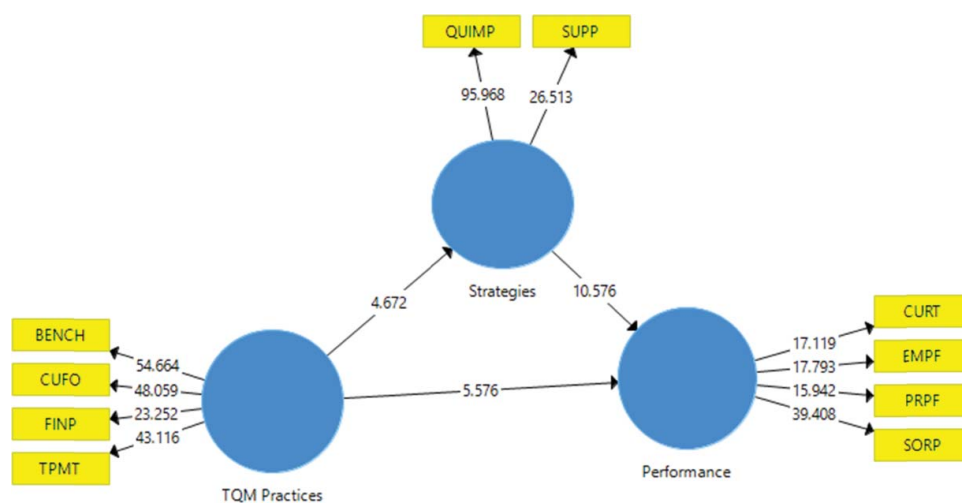 QUIMP SUPP
95.968 26.513
Strategies
4.672 10.576
BENCH
CUFO
FINP
TPMT
54.664
48.059
23.252
43.116
TQM Practices
5.576
CURT
EMPF
PRPF
SORP
17.119
17.793
15.942
39.408
Performance